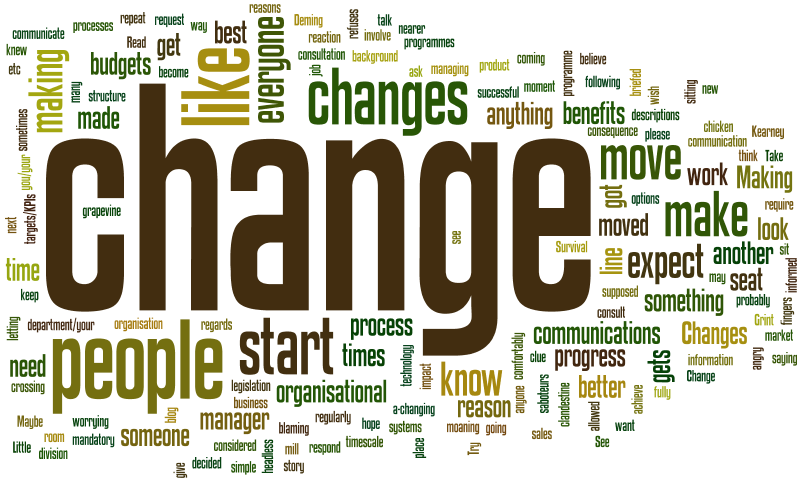 communicate
processes
repeat
request
way
best
reasons
Deming
reaction
refuses
talk
involve
nearer
programmes
knew
etc
making
many
budgets
Read
get
become
like
everyone
consultation
background
job
ask
managing
product
coming
programme
believe
structure
made
changes
successful
moment
following
briefed
wish
sitting
new
anything
benefits
descriptions
consequence
please
chicken
communication
Kearney
sometimes
you/your
targets/KPIs
next
grapevine
change
see
Survival
move
work
think
Take
Making
got
options
require
moved
make
look
time
keep
line
expect
another
sit
may
seat
informed
supposed
something
probably
fingers
letting
department/your
organisation
regards
start
process
consult
Grint
communications
Changes
market
need
crossing
people
times
technology
clue
progress
gets
information
angry
saying
Change
legislation
organisational
impact
know
comfortably
anyone
saboteurs
clandestine
better
allowed
achieve
fully
business
reason
Maybe
worrying
blog
manager
regularly
a-changing
blaming
hope
systems
moaning
going
want
room
mandatory
someone
considered
headless
mill
respond
timescale
place
Try
sales
See
Little
division
give
decided
simple
story